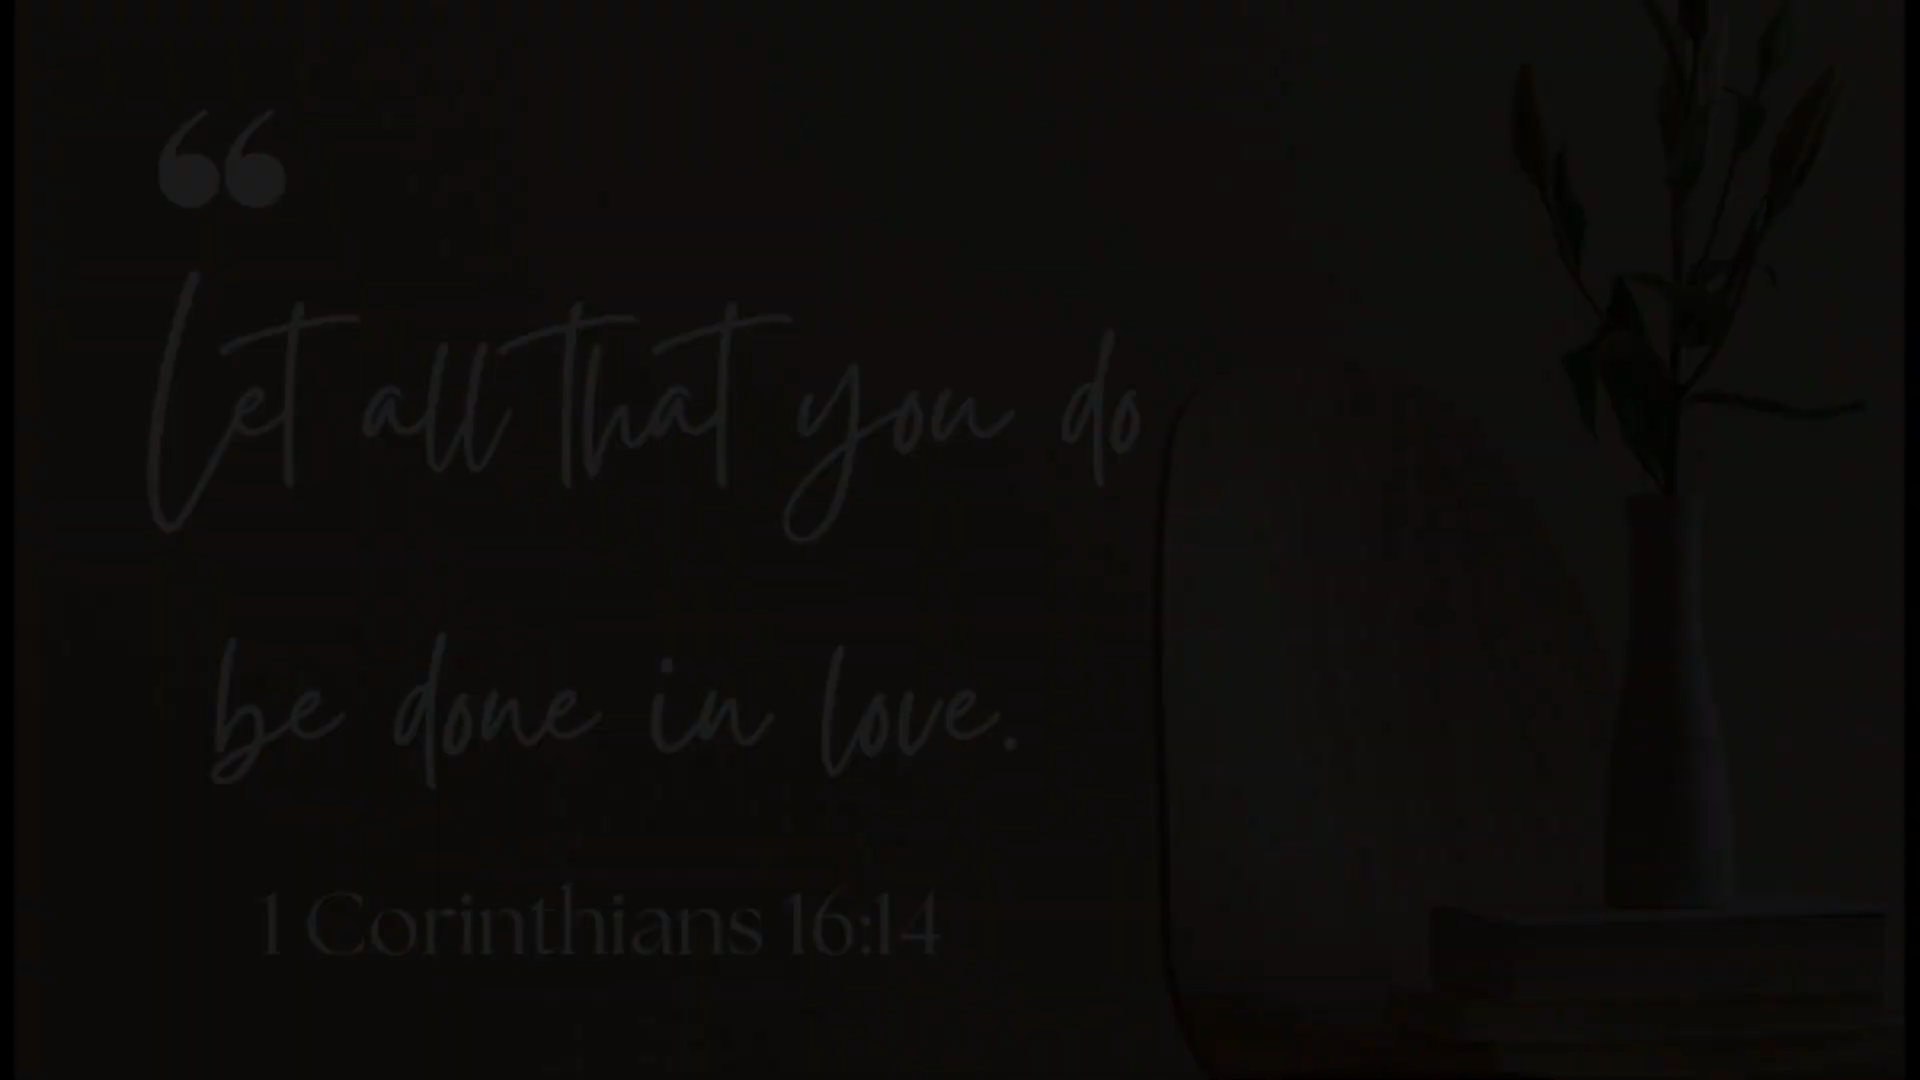 “
Let all that you do
be done in love.
1 Corinthians 16:14